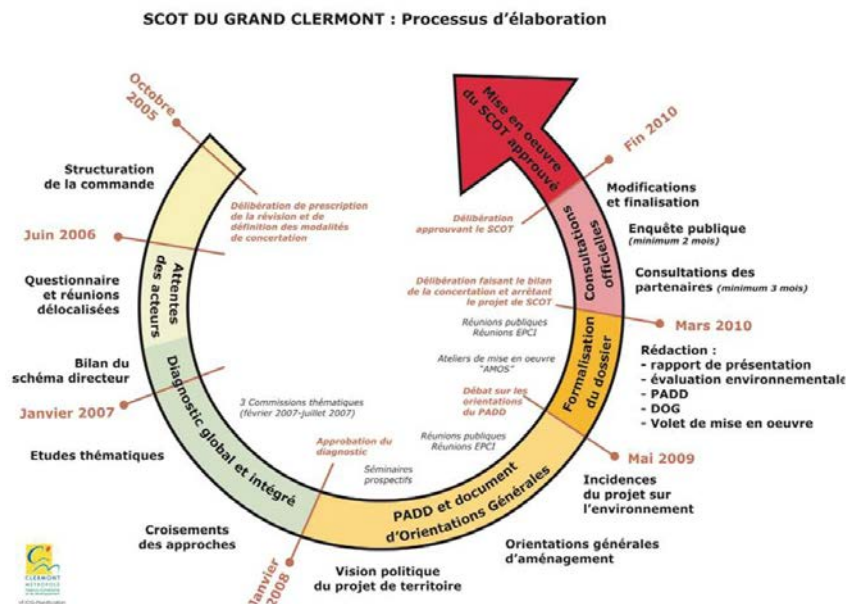 SCOT DU GRAND CLERMONT : Processus d'élaboration
Octobre
2005
Structuration
de la commande
Délibération de prescription
de la révision et de
définition des modalités
de concertation
Juin 2006
Attentes
des acteurs
Questionnaire
et réunions
délocalisées
Bilan du
schéma directeur
Janvier 2007
Diagnostic global et intégré
3 Commissions thématiques
(février 2007-juillet 2007)
Etudes thématiques
Croisements
des approches
Approbation du
diagnostic
Janvier
2008
Séminaires
prospectifs
Réunions publiques
Réunions EPCI
PADD et document
d'Orientations Générales
Vision politique
du projet de territoire
Orientations générales
d'aménagement
Incidences
du projet sur
l'environnement
Débat sur les
orientations
du PADD
Mai 2009
Formalisation
du dossier
Ateliers de mise en oeuvre
"AMOS"
Réunions publiques
Réunions EPCI
Rédaction :
- rapport de présentation
- évaluation environnementale
- PADD
- DOG
- Volet de mise en oeuvre
Délibération faisant le bilan
de la concertation et arrêtant
le projet de SCOT
Mars 2010
Consultations
officielles
Consultations des
partenaires (minimum 3 mois)
Enquête publique
(minimum 2 mois)
Modifications
et finalisation
Délibération
approuvant le SCOT
Fin 2010
Mise en oeuvre
du SCOT approuvé
CLERMONT